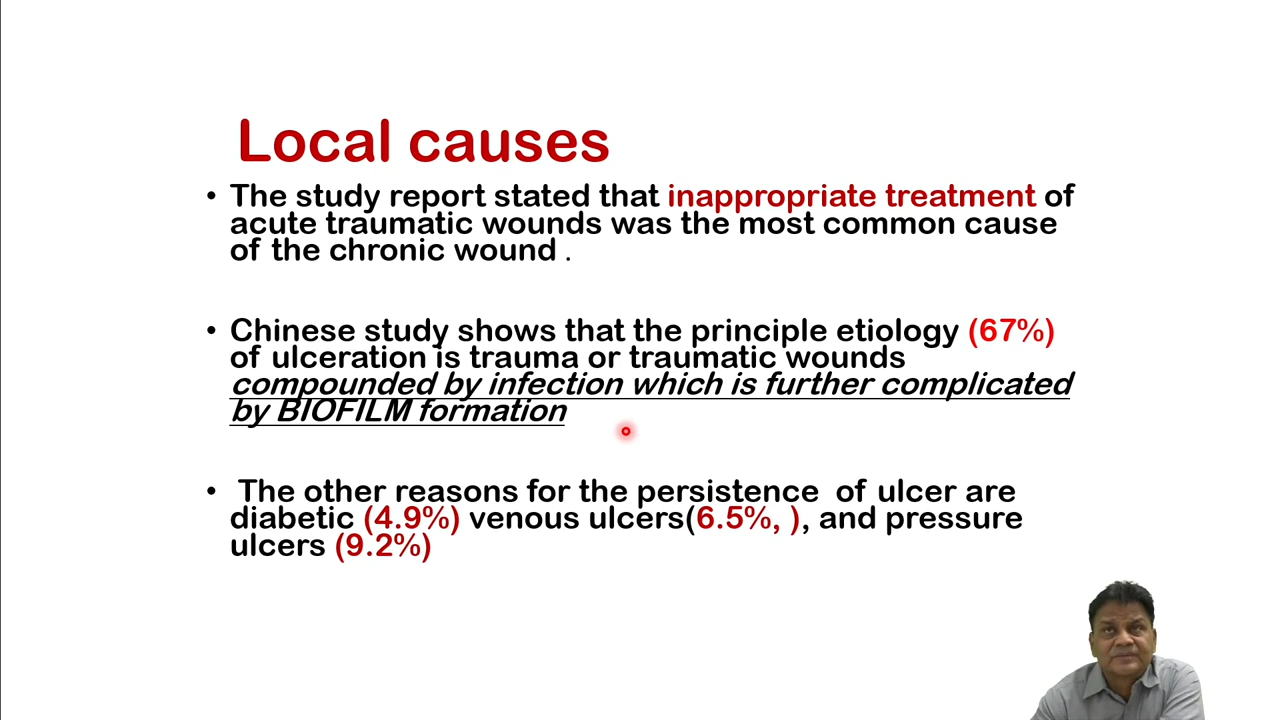 Local causes
• The study report stated that inappropriate treatment of
acute traumatic wounds was the most common cause
of the chronic wound .
• Chinese study shows that the principle etiology (67%)
of ulceration is trauma or traumatic wounds
compounded by infection which is further complicated
by BIOFILM formation
• The other reasons for the persistence of ulcer are
diabetic (4.9%) venous ulcers(6.5%, ), and pressure
ulcers (9.2%)